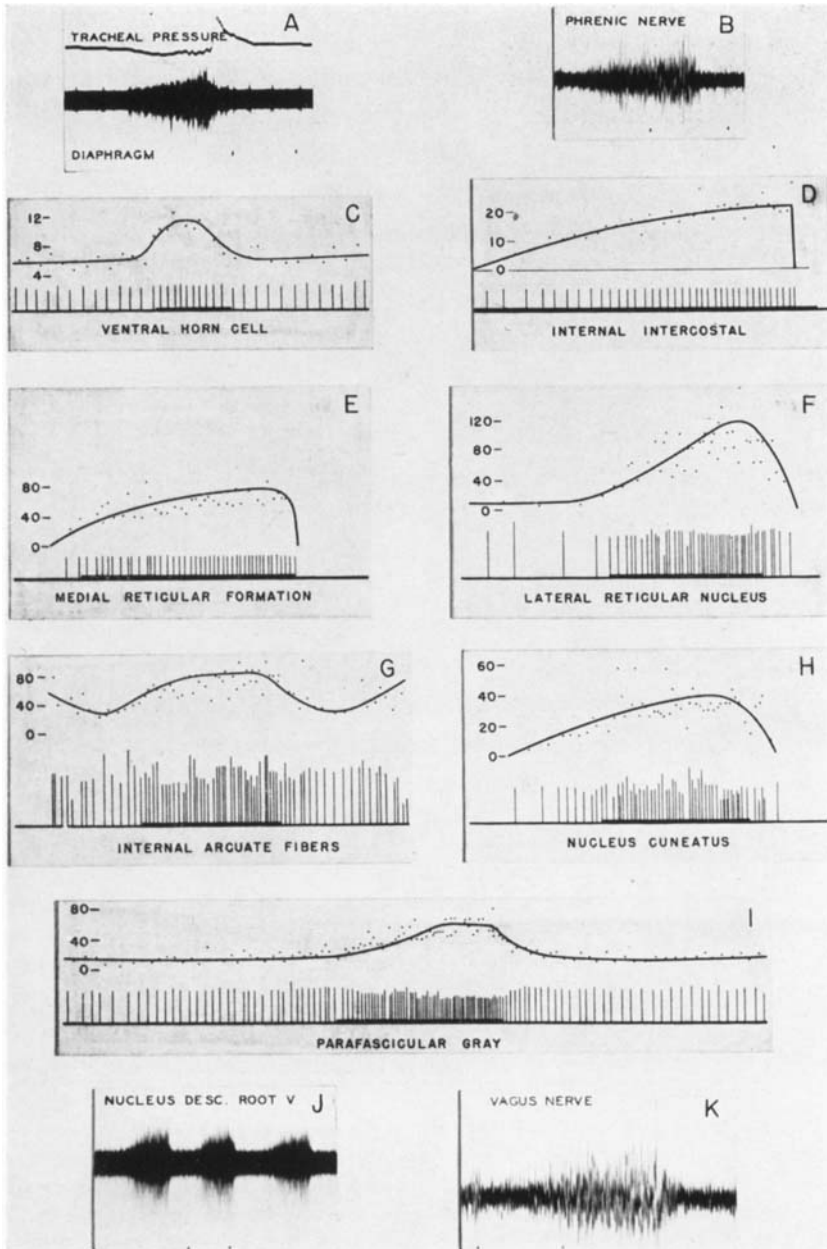 A
TRACHEAL PRESSURE
DIAPHRAGM
B
PHRENIC NERVE
C
12-
8-
4-
VENTRAL HORN CELL
D
20-
10-
0
INTERNAL INTERCOSTAL
E
80-
40-
0-
MEDIAL RETICULAR FORMATION
F
120-
80-
40-
0-
LATERAL RETICULAR NUCLEUS
G
80-
40-
0-
INTERNAL ARCUATE FIBERS
H
60-
40-
20-
0-
NUCLEUS CUNEATUS
I
80-
40-
0-
PARAFASCICULAR GRAY
NUCLEUS DESC. ROOT V
J
VAGUS NERVE
K